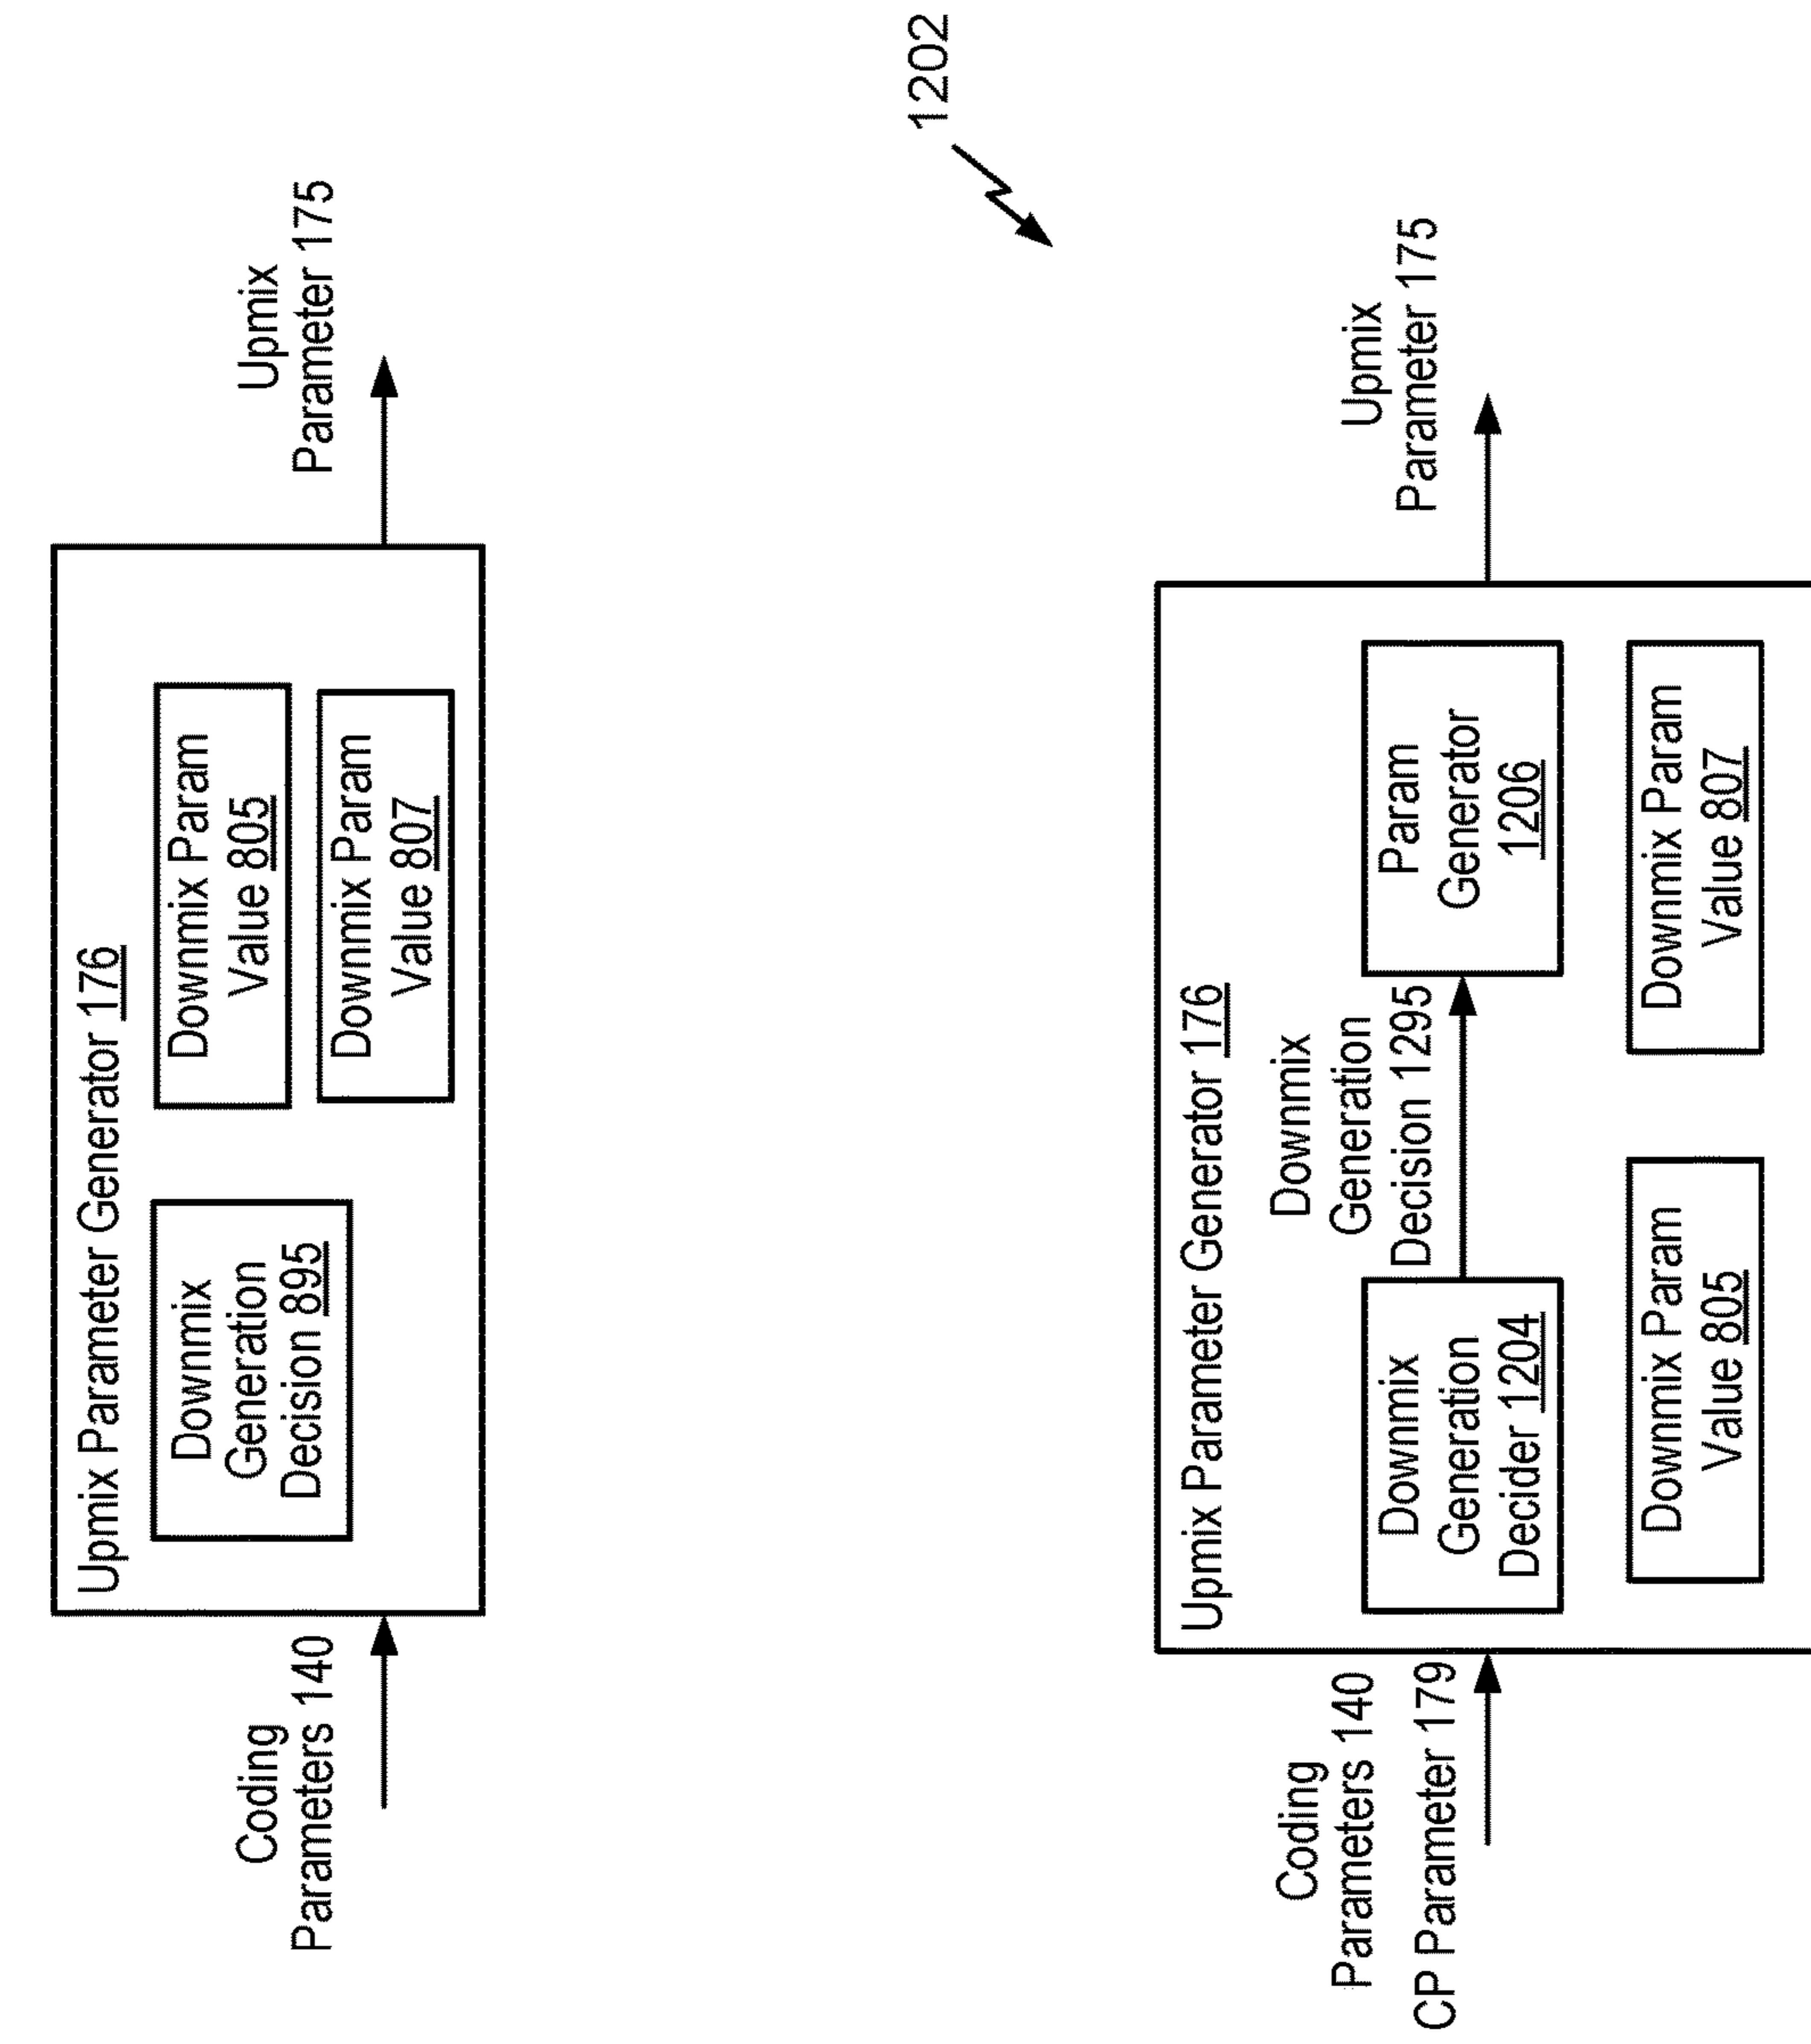 Upmix Parameter Generator 176
Coding
Parameters 140
Downmix
Generation
Decision 895
Downmix Param
Value 805
Downmix Param
Value 807
Upmix
Parameter 175
1202
Upmix Parameter Generator 176
Coding
Parameters 140
CP Parameter 179
Downmix
Generation
Decider 1204
Downmix
Generation
Decision 1295
Param
Generator
1206
Downmix Param
Value 805
Downmix Param
Value 807
Upmix
Parameter 175